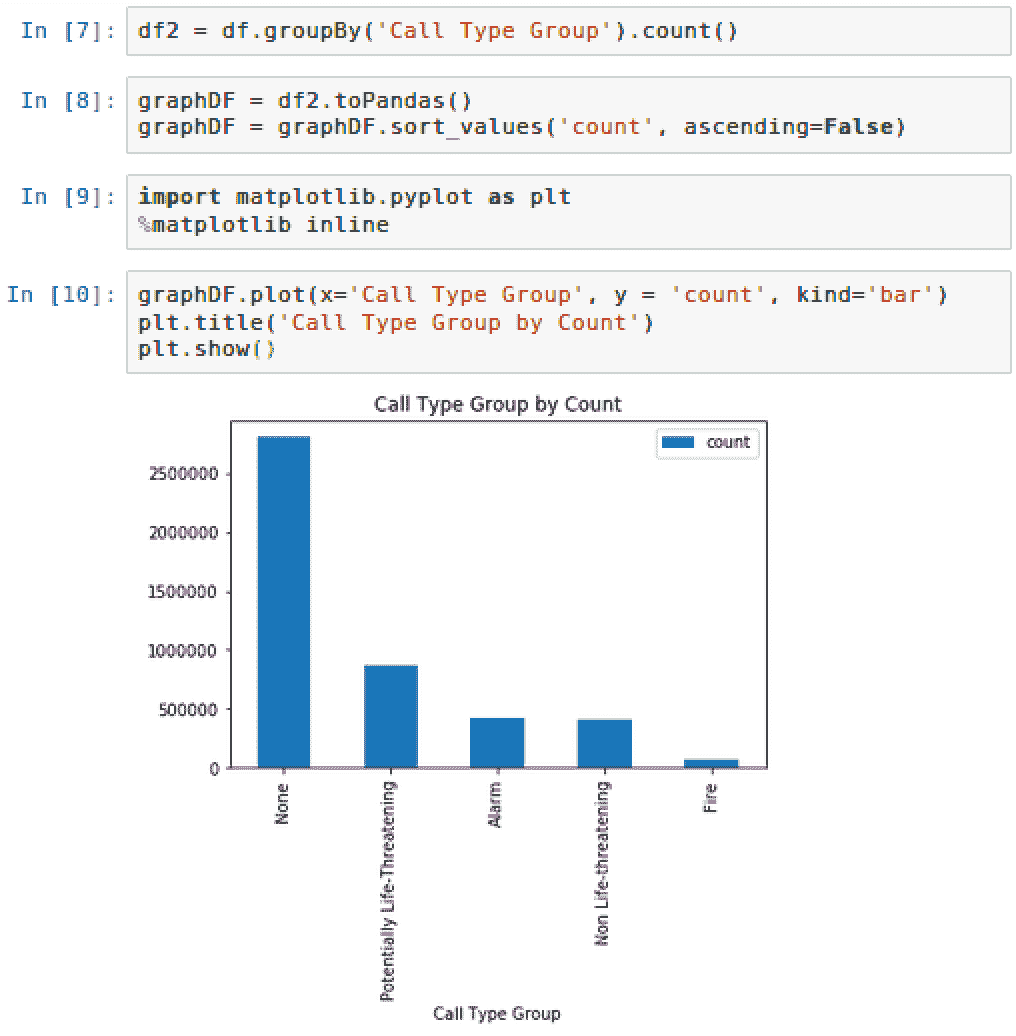 In [7]: df2 = df.groupBy('Call Type Group').count()
In [8]: graphDF = df2.toPandas()
graphDF = graphDF.sort_values('count', ascending=False)
In [9]: import matplotlib.pyplot as plt
%matplotlib inline
In [10]: graphDF.plot(x='Call Type Group', y = 'count', kind='bar')
plt.title('Call Type Group by Count')
plt.show()
Call Type Group by Count
count
2500000
2000000
1500000
1000000
500000
0
None
Potentially Life-Threatening
Alarm
Non Life-threatening
Fire
Call Type Group